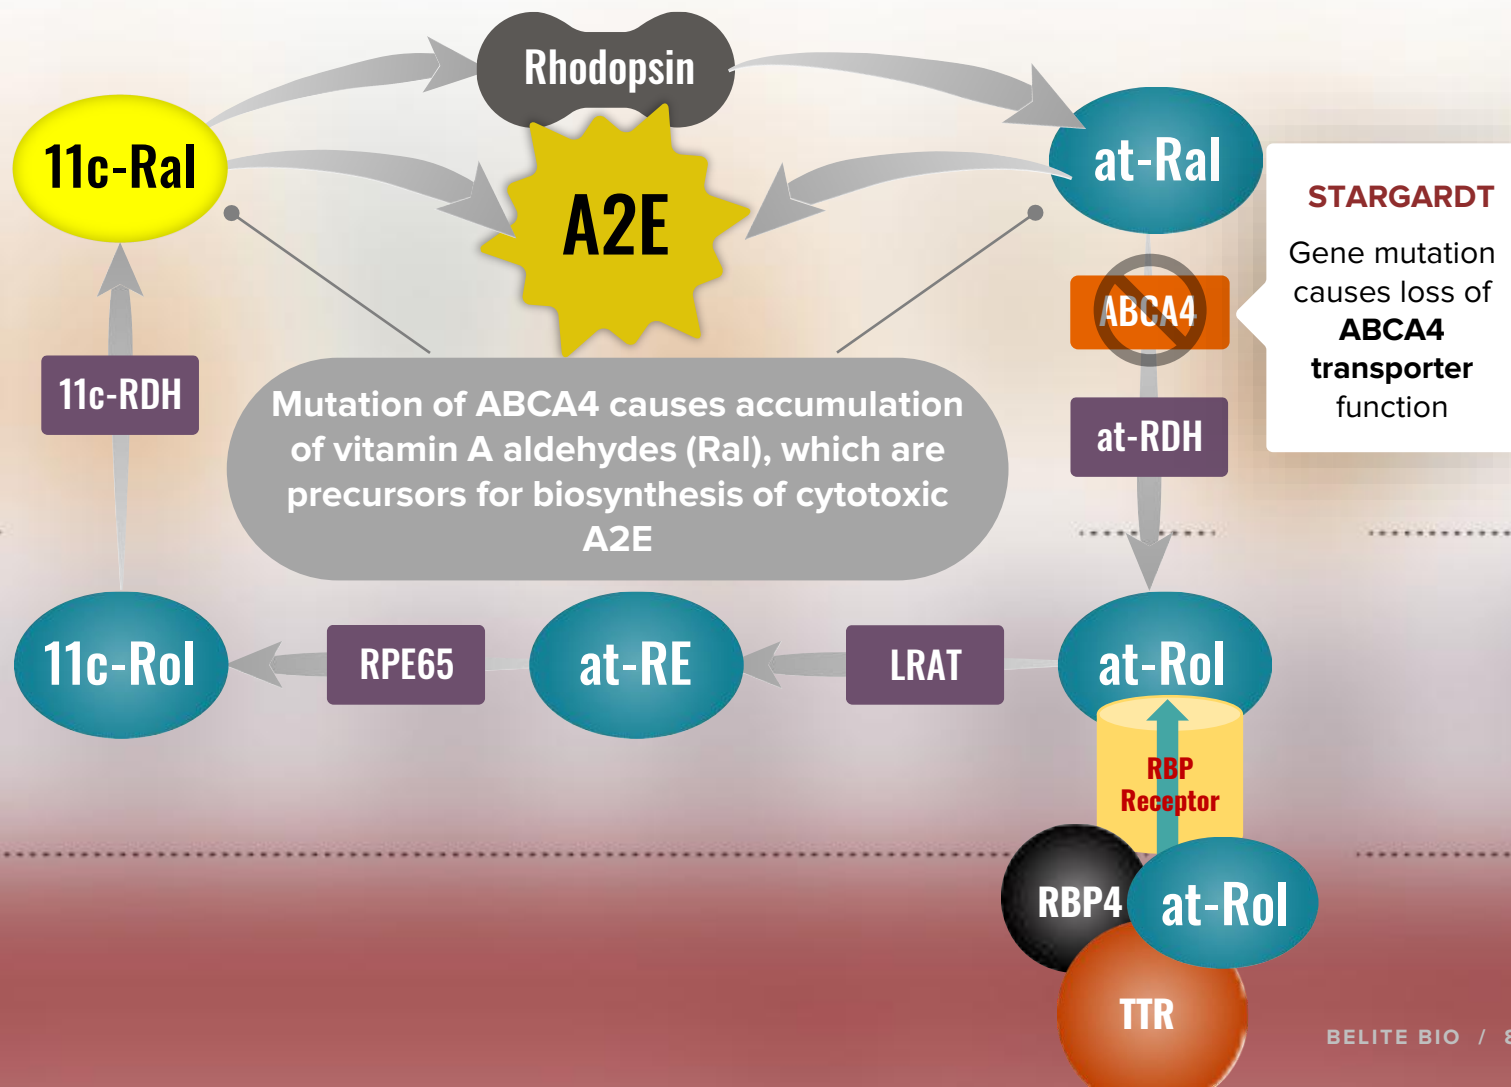 Rhodopsin
11c-Ral
at-Ral
A2E
STARGARDT
Gene mutation
causes loss of
ABCA4
transporter
function
ABCA4
11c-RDH
at-RDH
Mutation of ABCA4 causes accumulation
of vitamin A aldehydes (Ral), which are
precursors for biosynthesis of cytotoxic
A2E
11c-Rol
RPE65
at-RE
LRAT
at-Rol
RBP
Receptor
RBP4
at-Rol
TTR
BELITE BIO / 8